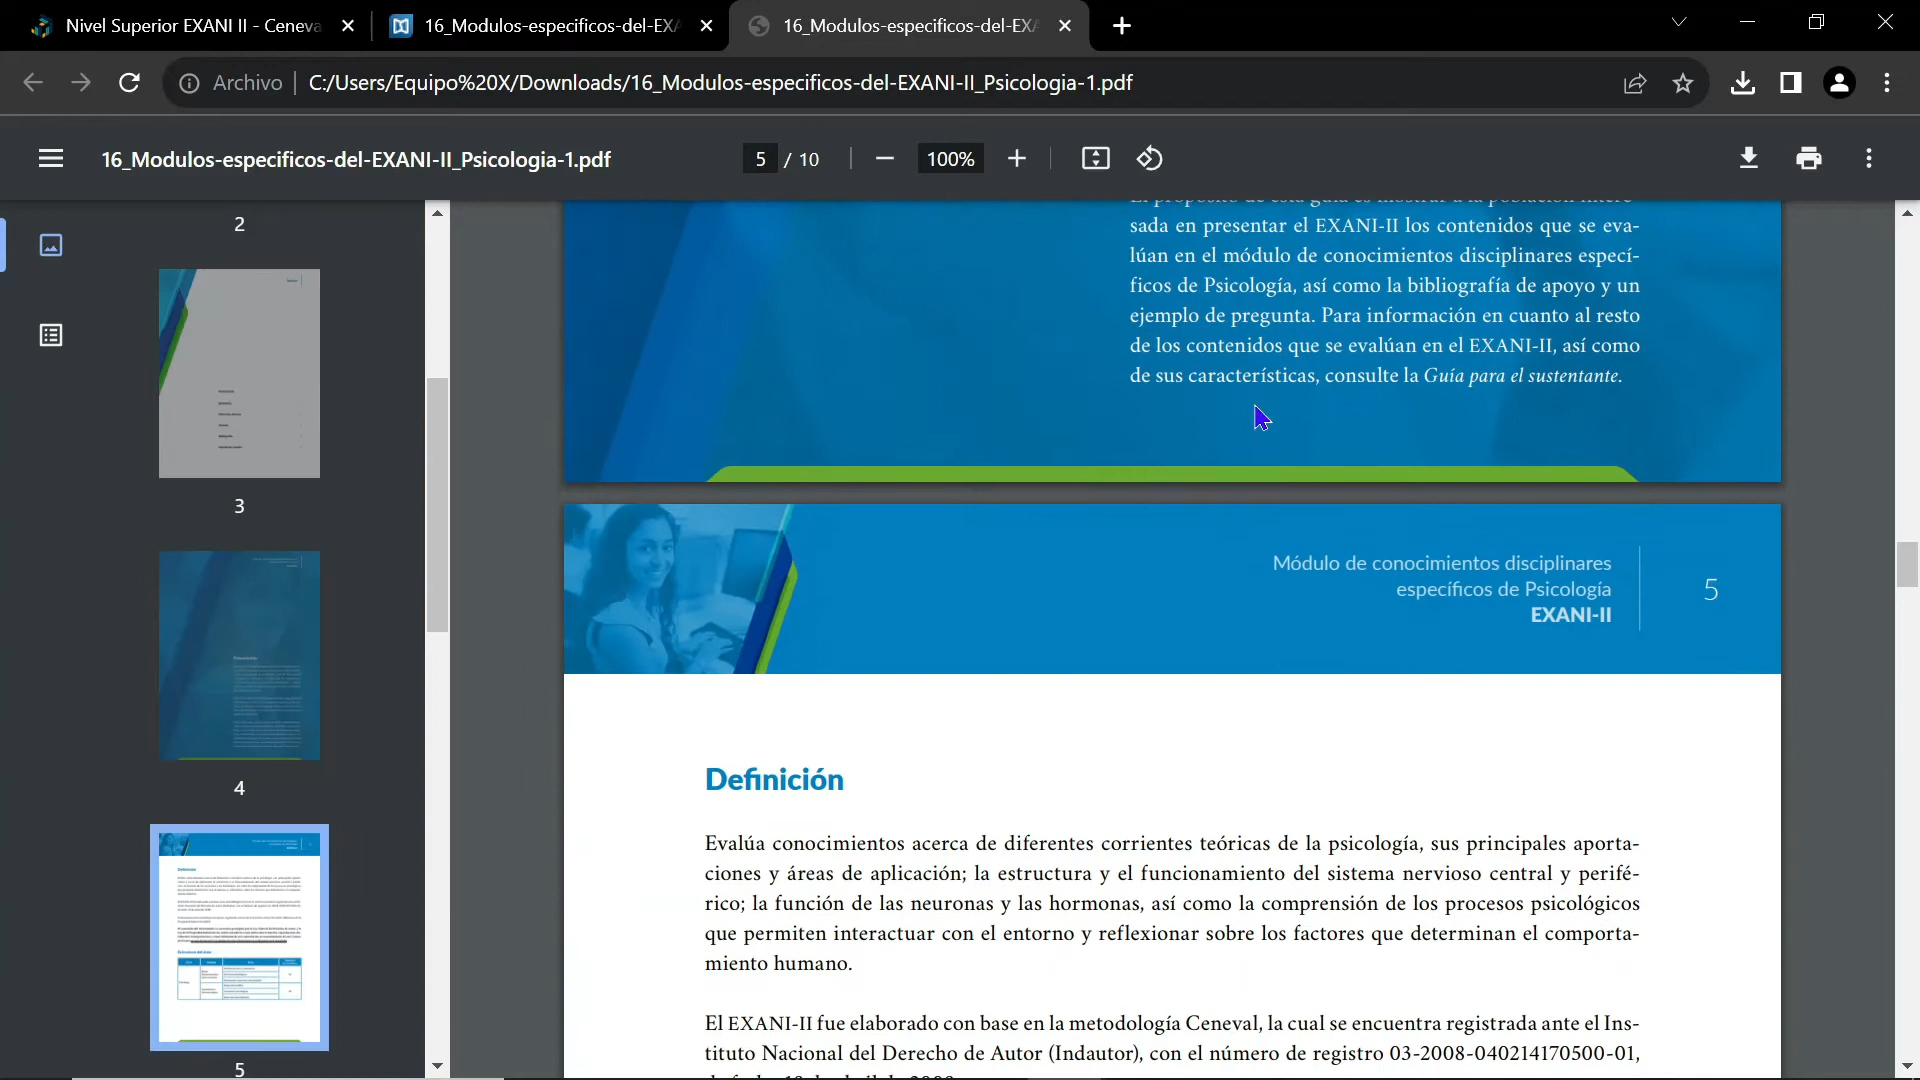 Nivel Superior EXANI II - Ceneva
16_Modulos-especificos-del-EXA
16_Modulos-especificos-del-EXA
Archivo
C:/Users/Equipo%20X/Downloads/16_Modulos-especificos-del-EXANI-II_Psicologia-1.pdf
16_Modulos-especificos-del-EXANI-II_Psicologia-1.pdf
5 / 10
100%
2
3
4
5
El propósito de esta guía es mostrar a la población intere-
sada en presentar el EXANI-II los contenidos que se eva-
lúan en el módulo de conocimientos disciplinares especí-
ficos de Psicología, así como la bibliografía de apoyo y un
ejemplo de pregunta. Para información en cuanto al resto
de los contenidos que se evalúan en el EXANI-II, así como
de sus características, consulte la Guía para el sustentante.
Módulo de conocimientos disciplinares
específicos de Psicología
EXANI-II
5
Definición
Evalúa conocimientos acerca de diferentes corrientes teóricas de la psicología, sus principales aporta-
ciones y áreas de aplicación; la estructura y el funcionamiento del sistema nervioso central y perifé-
rico; la función de las neuronas y las hormonas, así como la comprensión de los procesos psicológicos
que permiten interactuar con el entorno y reflexionar sobre los factores que determinan el comporta-
miento humano.
El EXANI-II fue elaborado con base en la metodología Ceneval, la cual se encuentra registrada ante el Ins-
tituto Nacional del Derecho de Autor (Indautor), con el número de registro 03-2008-040214170500-01,